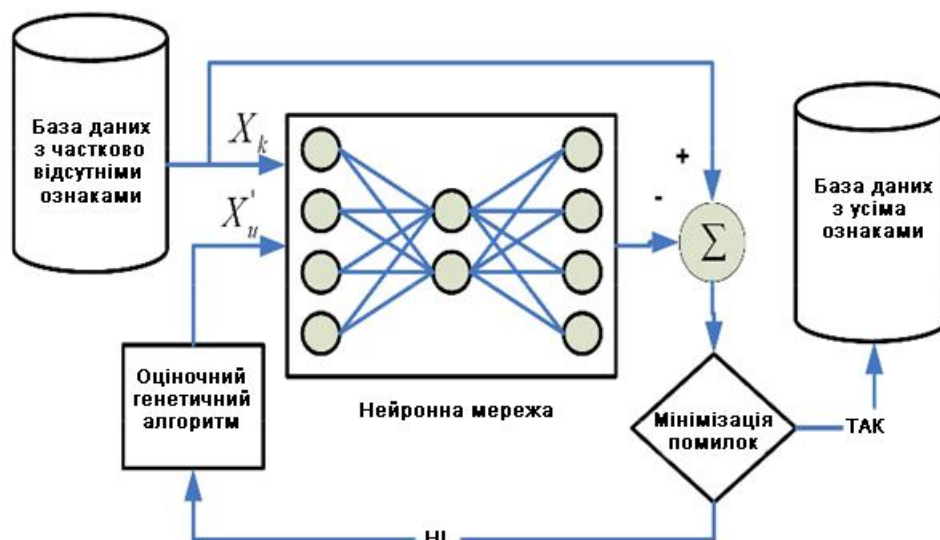 База даних
з частково
відсутніми
ознаками
X_k
X'_u
+
-
Σ
База даних
з усіма
ознаками
Оціночний
генетичний
алгоритм
Нейронна мережа
Мінімізація
помилок
ТАК
НІ